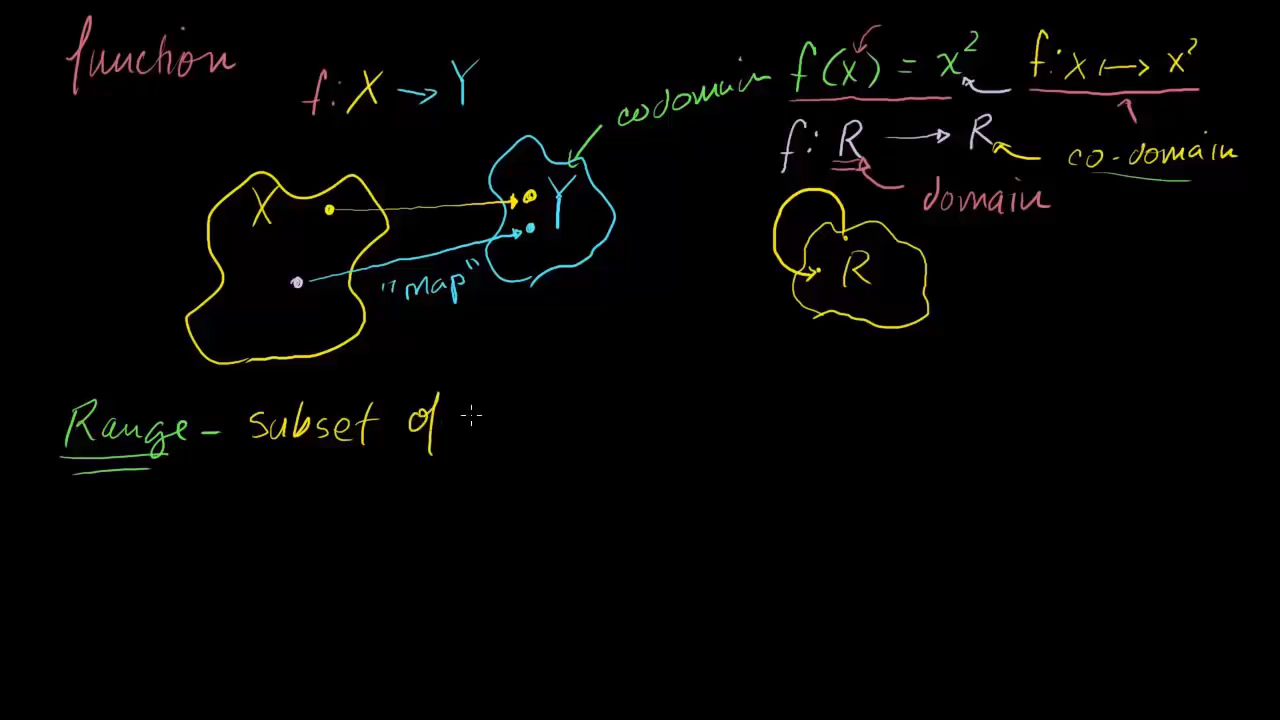 function
f: X → Y
codomain
f(x) = x²
f: x ↦ x²
f: R → R
co-domain
domain
X
Y
"map"
R
Range - subset of